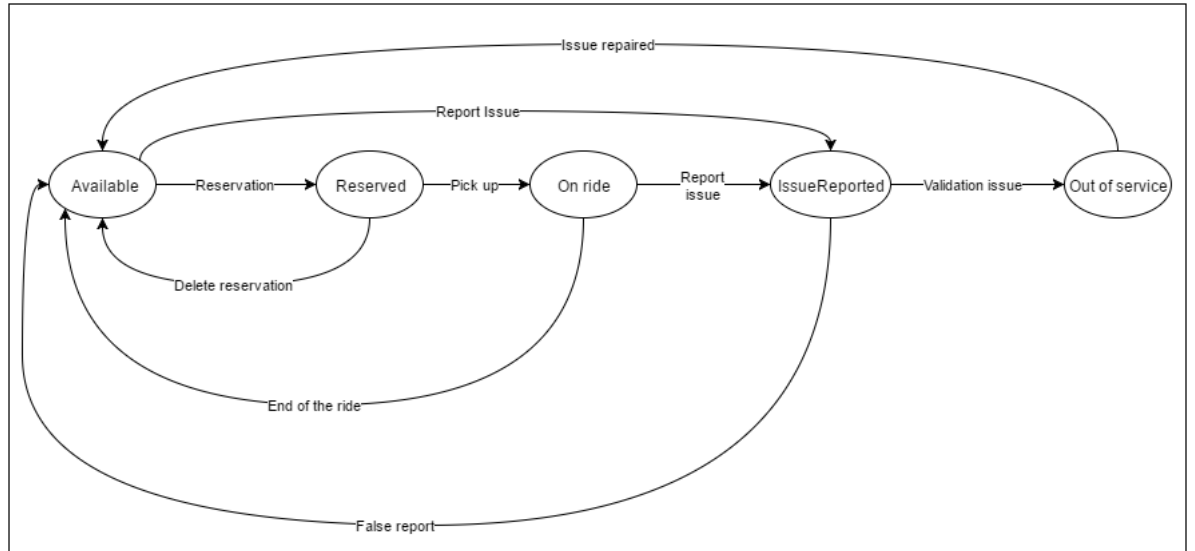 Issue repaired
Report Issue
Available
Reservation
Reserved
Pick up
On ride
Report
issue
IssueReported
Validation issue
Out of service
Delete reservation
End of the ride
False report